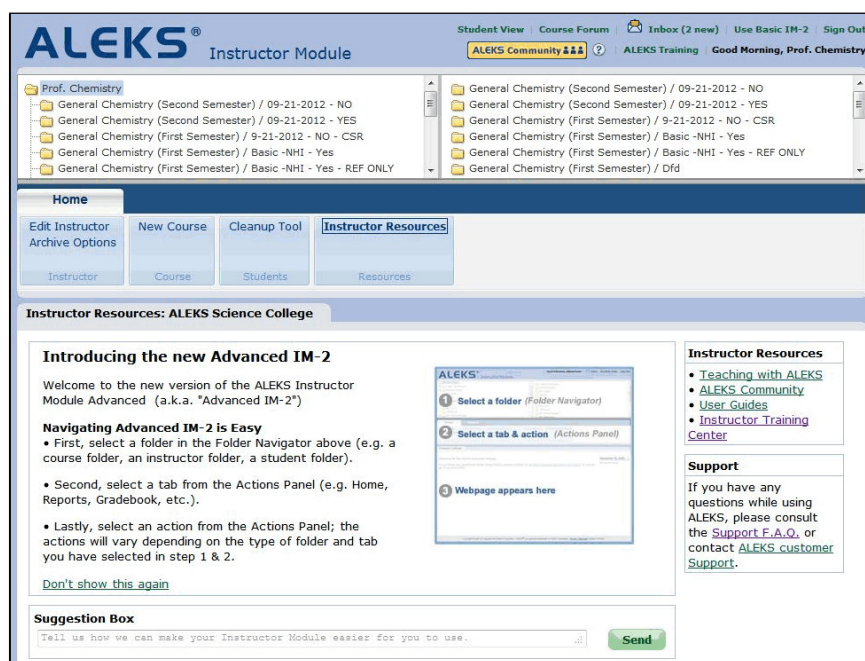 Student View Course Forum Inbox (2 new) Use Basic IM-2 Sign Out
ALEKS® Instructor Module
ALEKS Community ? ALEKS Training Good Morning, Prof. Chemistry
Prof. Chemistry
General Chemistry (Second Semester) / 09-21-2012 - NO
General Chemistry (Second Semester) / 09-21-2012 - YES
General Chemistry (First Semester) / 9-21-2012 - NO - CSR
General Chemistry (First Semester) / Basic -NHI - Yes
General Chemistry (First Semester) / Basic -NHI - Yes - REF ONLY
General Chemistry (Second Semester) / 09-21-2012 - NO
General Chemistry (Second Semester) / 09-21-2012 - YES
General Chemistry (First Semester) / 9-21-2012 - NO - CSR
General Chemistry (First Semester) / Basic -NHI - Yes
General Chemistry (First Semester) / Basic -NHI - Yes - REF ONLY
General Chemistry (First Semester) / Dfd
Home
Edit Instructor
Archive Options
Instructor
New Course
Course
Cleanup Tool
Students
Instructor Resources
Resources
Instructor Resources: ALEKS Science College
Introducing the new Advanced IM-2
Welcome to the new version of the ALEKS Instructor
Module Advanced (a.k.a. "Advanced IM-2")
Navigating Advanced IM-2 is Easy
• First, select a folder in the Folder Navigator above (e.g. a
course folder, an instructor folder, a student folder).
• Second, select a tab from the Actions Panel (e.g. Home,
Reports, Gradebook, etc.).
• Lastly, select an action from the Actions Panel; the
actions will vary depending on the type of folder and tab
you have selected in step 1 & 2.
Don't show this again
ALEKS
1 Select a folder (Folder Navigator)
2 Select a tab & action (Actions Panel)
3 Webpage appears here
Instructor Resources
• Teaching with ALEKS
• ALEKS Community
• User Guides
• Instructor Training
Center
Support
If you have any
questions while using
ALEKS, please consult
the Support F.A.Q. or
contact ALEKS customer
Support.
Suggestion Box
Tell us how we can make your Instructor Module easier for you to use.
Send